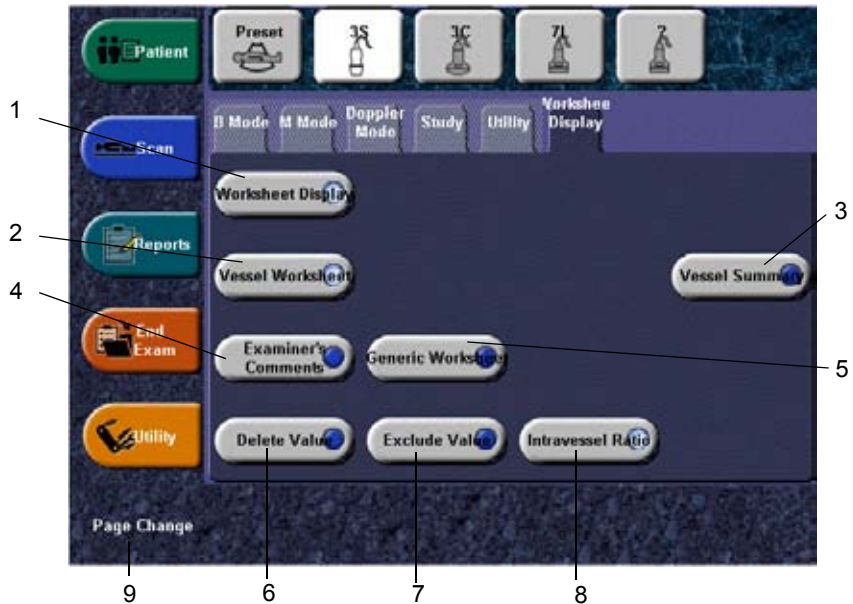 Patient
Preset
3S
3C
7L
2
1
Scan
B Mode
M Mode
Doppler
Mode
Study
Utility
Workshee
Display
Worksheet Display
3
2
Reports
Vessel Worksheet
Vessel Summary
4
End
Exam
Examiner's
Comments
Generic Worksheet
5
Utility
Delete Value
Exclude Value
Intravessel Ratio
Page Change
9
6
7
8